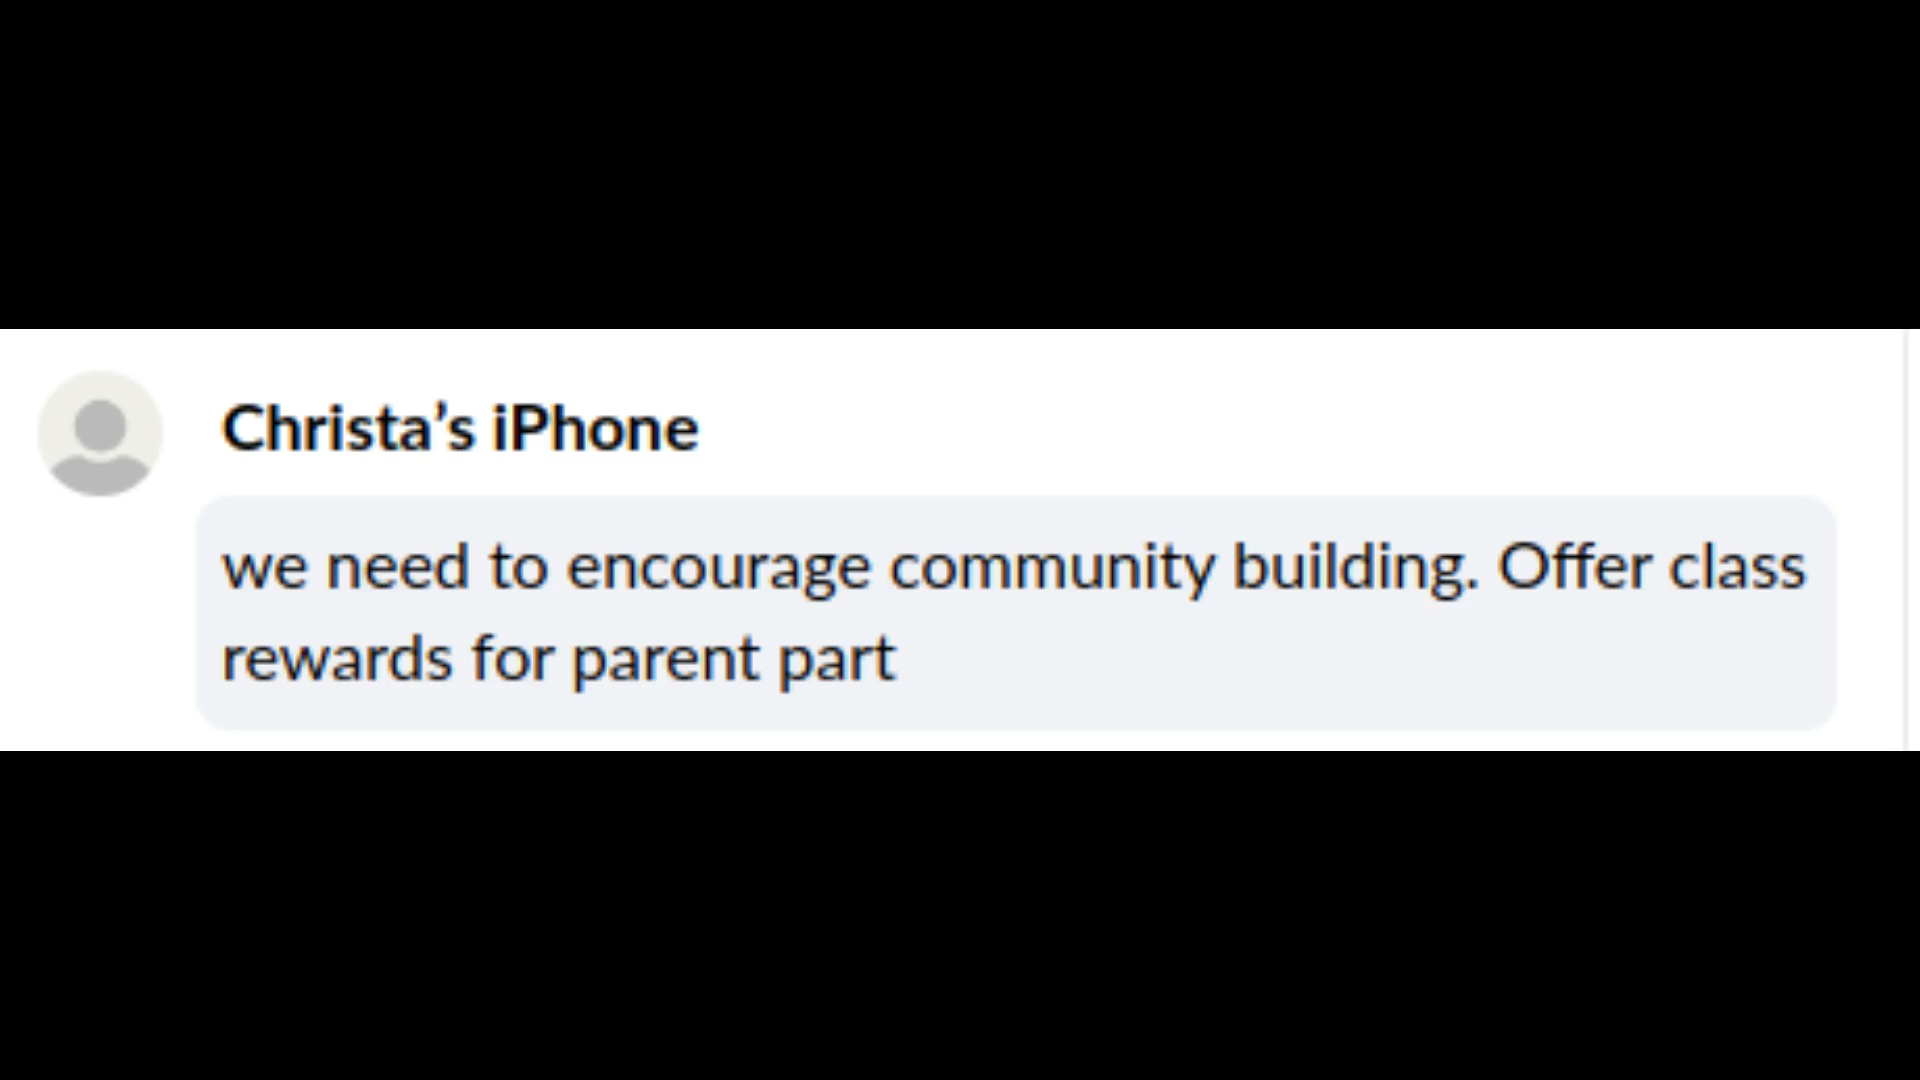 Christa’s iPhone
we need to encourage community building. Offer class
rewards for parent part